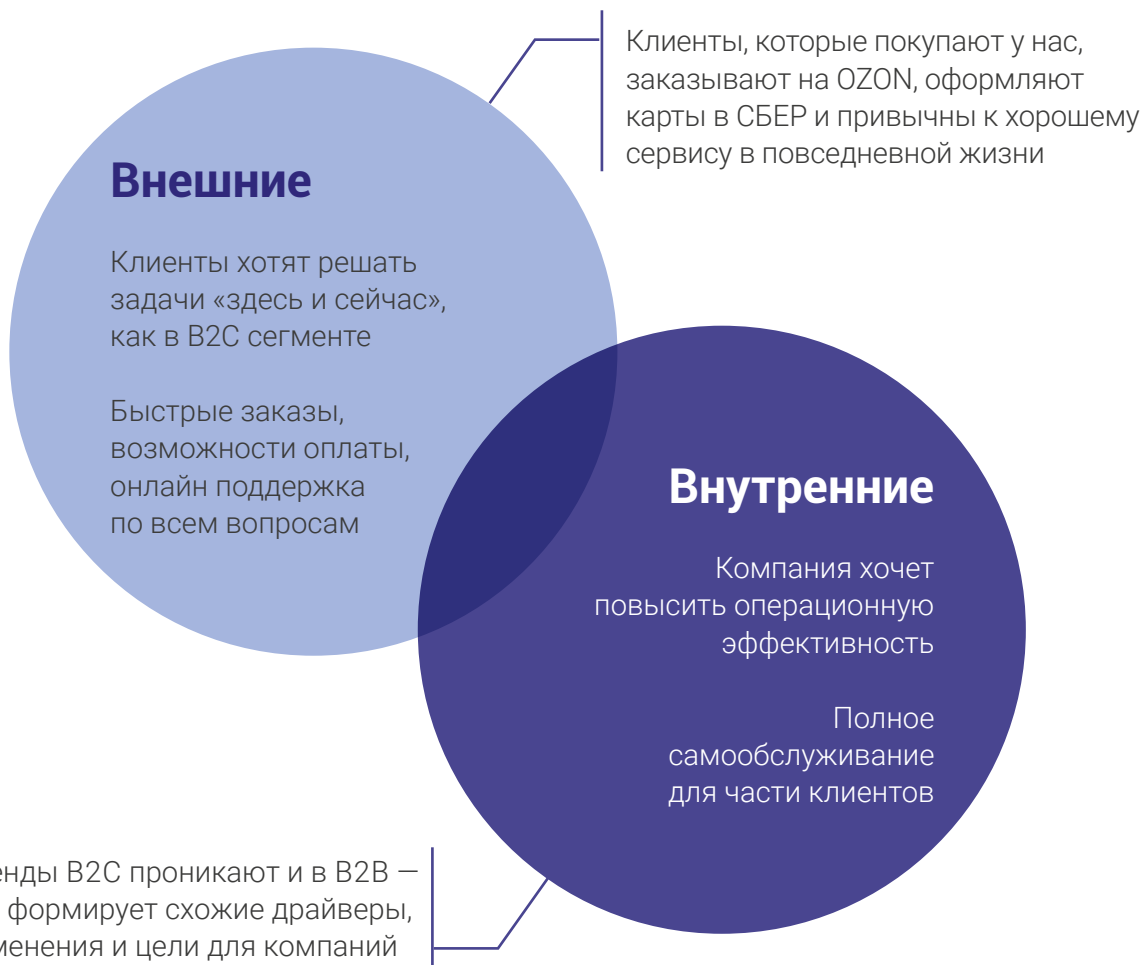 Клиенты, которые покупают у нас,
заказывают на OZON, оформляют
карты в СБЕР и привычны к хорошему
сервису в повседневной жизни
Внешние
Клиенты хотят решать
задачи «здесь и сейчас»,
как в B2C сегменте
Быстрые заказы,
возможности оплаты,
онлайн поддержка
по всем вопросам
Внутренние
Компания хочет
повысить операционную
эффективность
Полное
самообслуживание
для части клиентов
B2C проникают и в B2B —
формирует схожие драйверы,
и цели для компаний